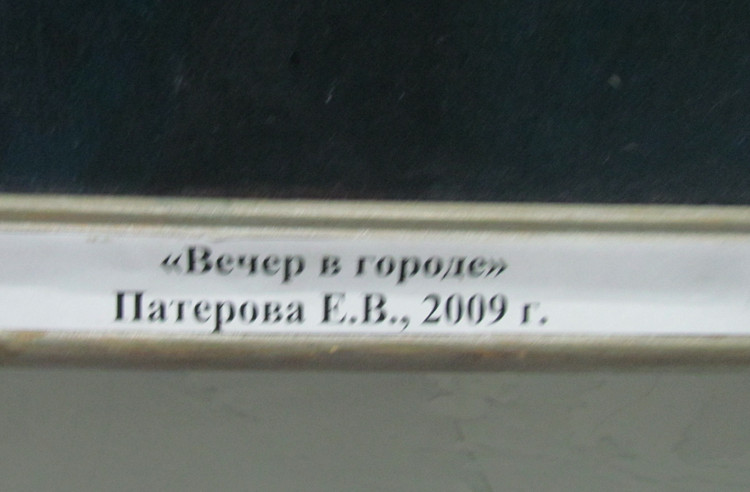 «Вечер в городе»
Патерова Е.В., 2009 г.